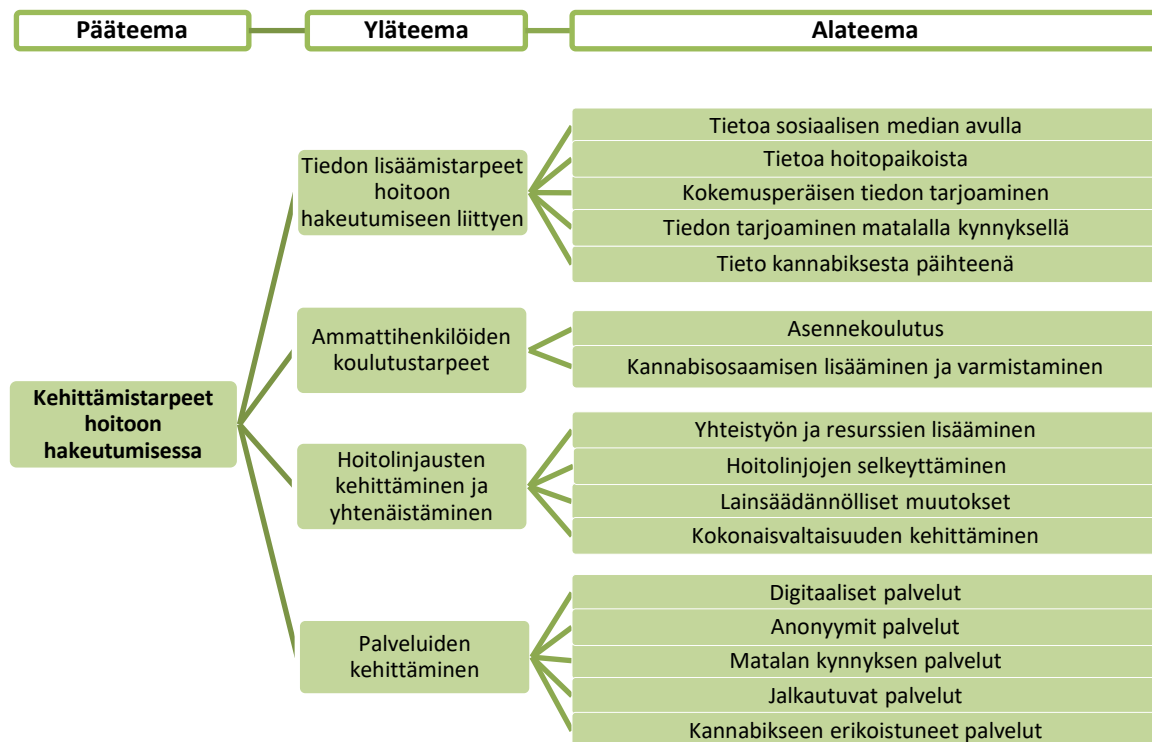 Pääteema
Yläteema
Alateema
Kehittämistarpeet
hoitoon
hakeutumisessa
Tiedon lisäämistarpeet
hoitoon
hakeutumiseen liittyen
Tietoa sosiaalisen median avulla
Tietoa hoitopaikoista
Kokemusperäisen tiedon tarjoaminen
Tiedon tarjoaminen matalalla kynnyksellä
Tieto kannabiksesta päihteenä
Ammattihenkilöiden
koulutustarpeet
Asennekoulutus
Kannabisosaamisen lisääminen ja varmistaminen
Hoitolinjausten
kehittäminen ja
yhtenäistäminen
Yhteistyön ja resurssien lisääminen
Hoitolinjojen selkeyttäminen
Lainsäädännölliset muutokset
Kokonaisvaltaisuuden kehittäminen
Palveluiden
kehittäminen
Digitaaliset palvelut
Anonyymit palvelut
Matalan kynnyksen palvelut
Jalkautuvat palvelut
Kannabikseen erikoistuneet palvelut